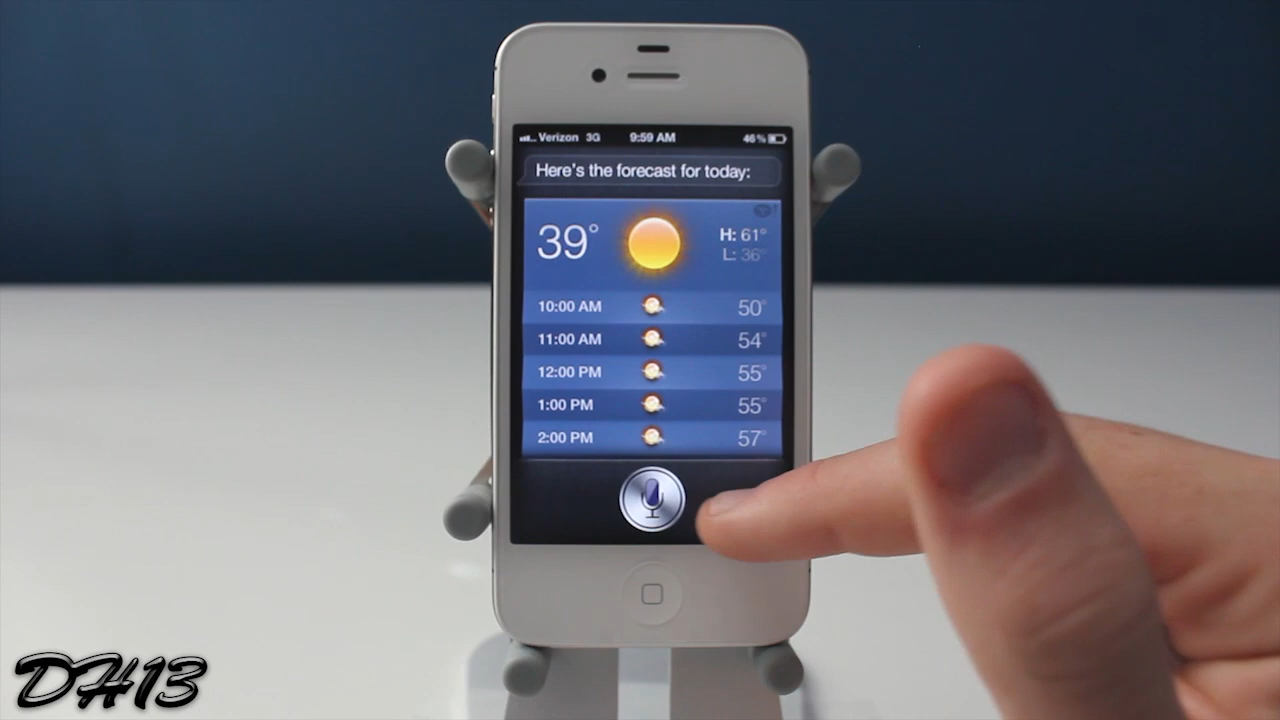 Verizon 3G 9:59 AM 46%
Here's the forecast for today:
39° H: 61°
L: 36°
10:00 AM 50°
11:00 AM 54°
12:00 PM 55°
1:00 PM 55°
2:00 PM 57°
DH13